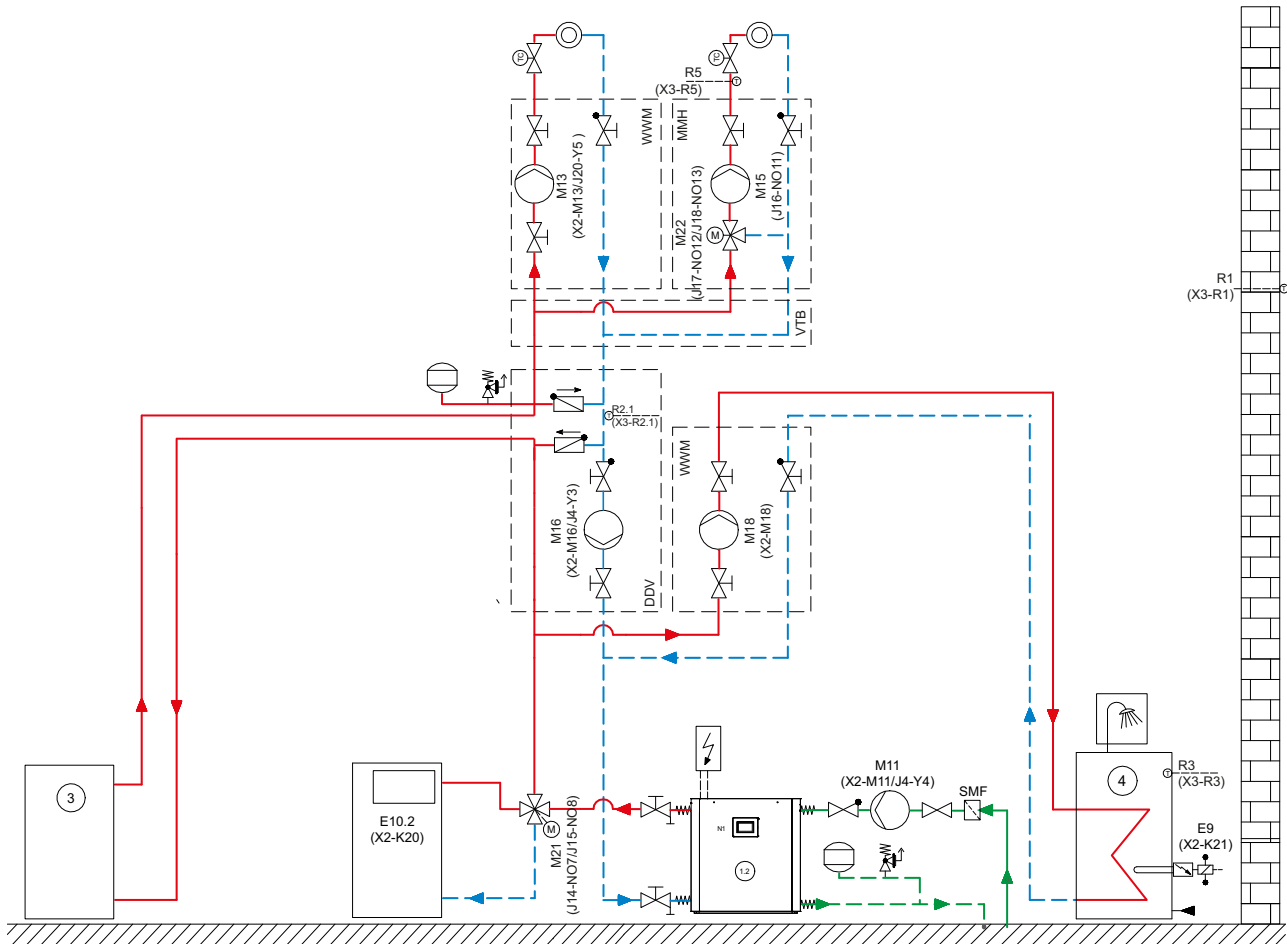 R5
(X3-R5)
WWM
MMH
M13
(X2-M13/J20-Y5 )
M15
(J16-NO11)
M22
(J17-NO12/J18-NO13)
M
R1
(X3-R1)
T
T
VTB
R2.1
(X3-R2.1)
T
WWM
M16
(X2-M16/J4-Y3)
M18
(X2-M18)
DDV
3
E10.2
(X2-K20)
M
M21
(J14-NO7/J15-NO8)
N1
1.2
M11
(X2-M11/J4-Y4)
SMF
4
T
R3
(X3-R3)
E9
(X2-K21)